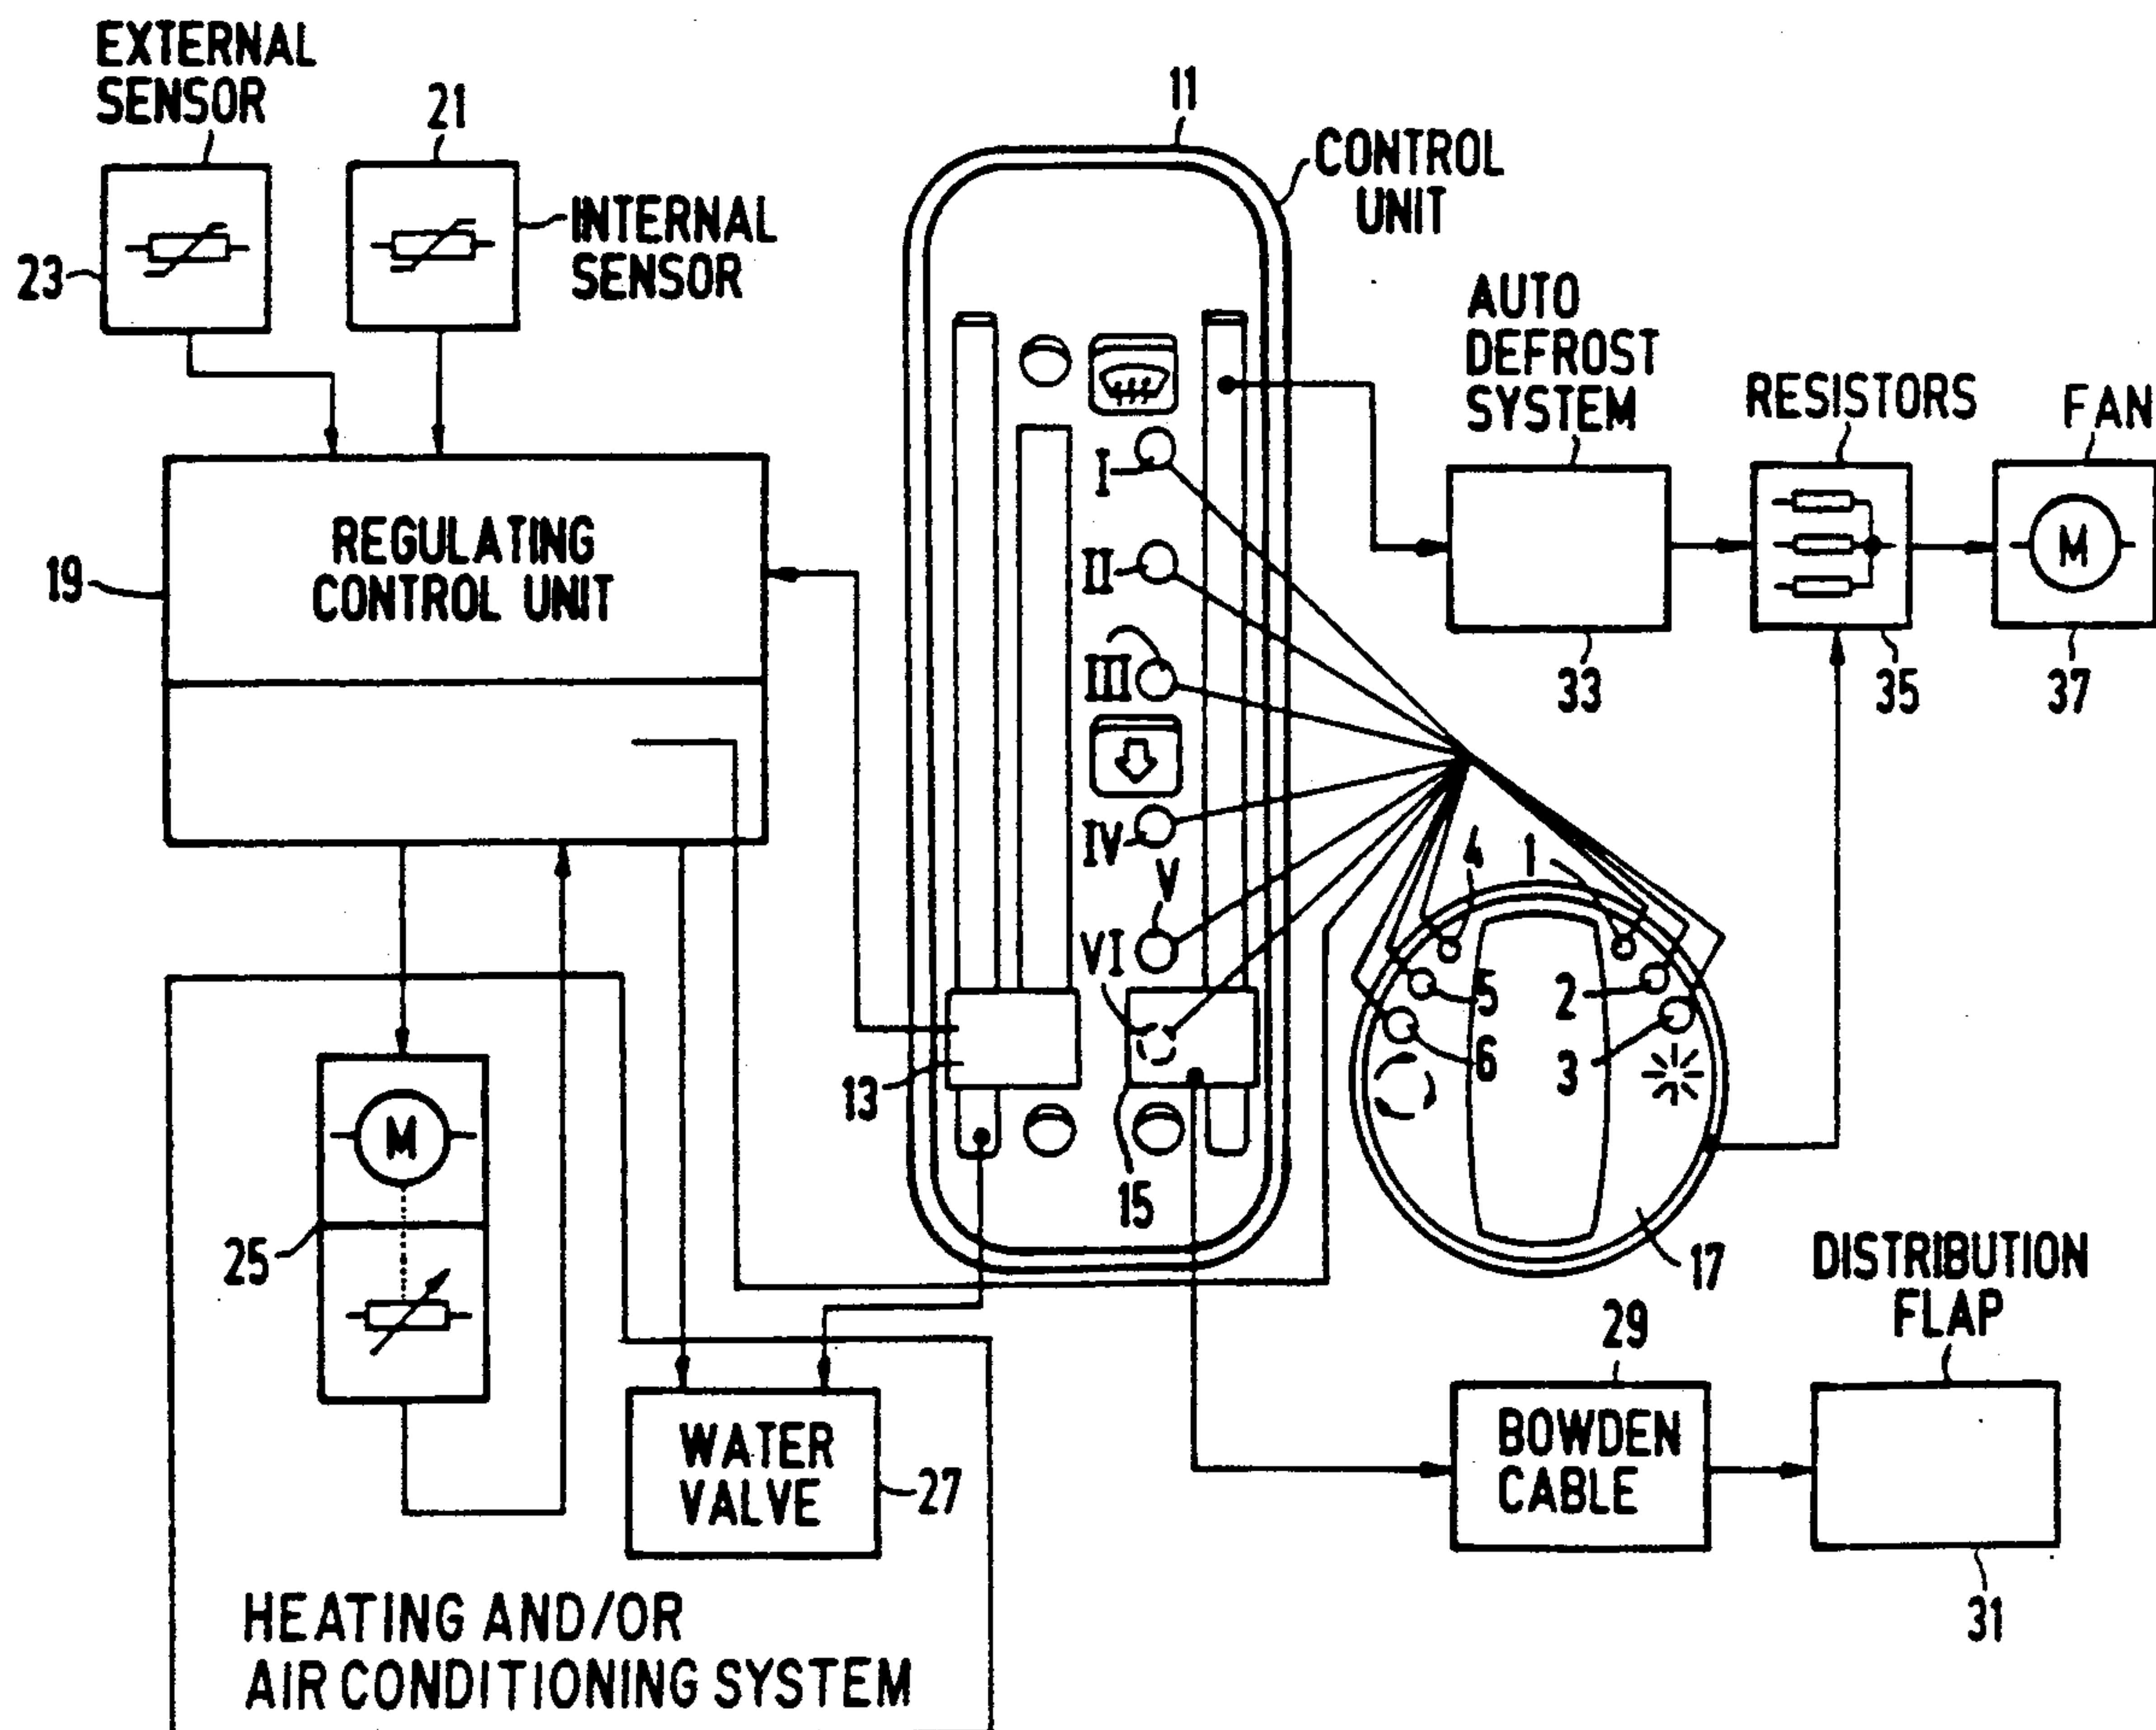 EXTERNAL
SENSOR
23
21
INTERNAL
SENSOR
11
CONTROL
UNIT
AUTO
DEFROST
SYSTEM
33
RESISTORS
35
FAN
M
37
19
REGULATING
CONTROL UNIT
I
II
III
IV
V
VI
13
15
4
1
5
2
6
3
17
M
25
WATER
VALVE
27
29
BOWDEN
CABLE
DISTRIBUTION
FLAP
31
HEATING AND/OR
AIR CONDITIONING SYSTEM